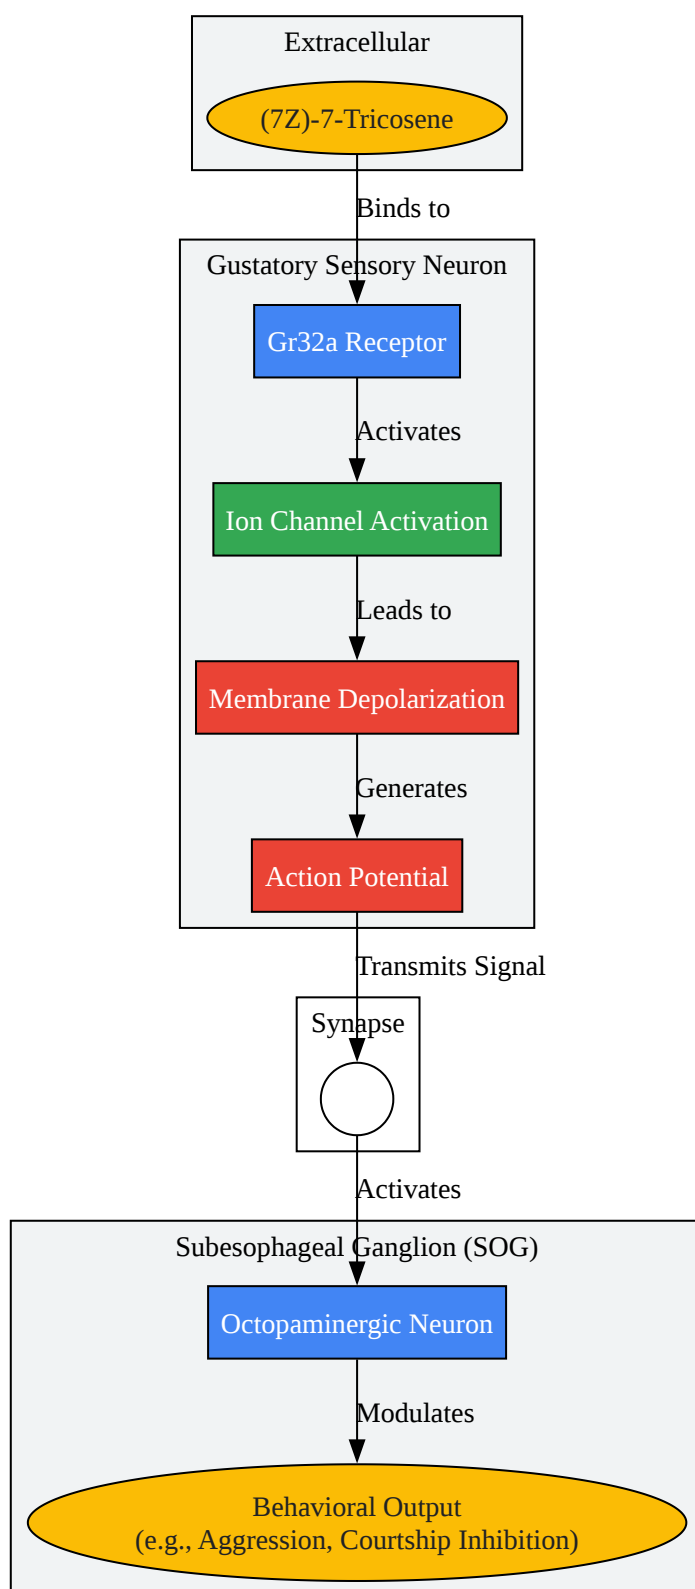 Extracellular
(7Z)-7-Tricosene
Binds to
Gustatory Sensory Neuron
Gr32a Receptor
Activates
Ion Channel Activation
Leads to
Membrane Depolarization
Generates
Action Potential
Transmits Signal
Synapse
Activates
Subesophageal Ganglion (SOG)
Octopaminergic Neuron
Modulates
Behavioral Output
(e.g., Aggression, Courtship Inhibition)